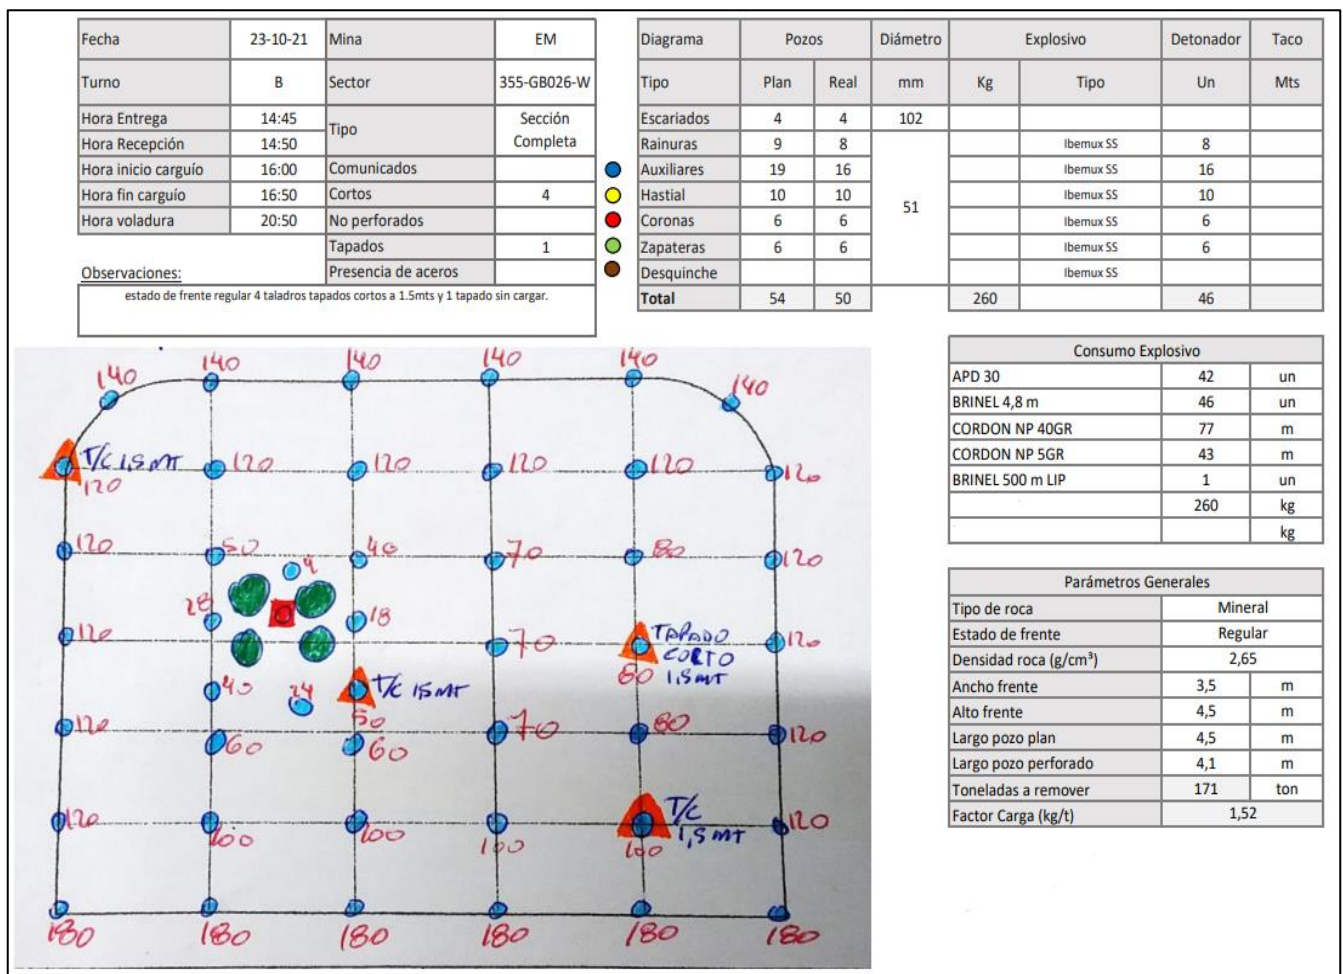 Fecha 23-10-21 Mina EM
Turno B Sector 355-GB026-W
Hora Entrega 14:45 Tipo Sección Completa
Hora Recepción 14:50
Hora inicio carguío 16:00 Comunicados
Hora fin carguío 16:50 Cortos 4
Hora voladura 20:50 No perforados
Tapados 1
Observaciones: Presencia de aceros
estado de frente regular 4 taladros tapados cortos a 1.5mts y 1 tapado sin cargar.
Diagrama Pozos Diámetro Explosivo Detonador Taco
Tipo Plan Real mm Kg Tipo Un Mts
Escariados 4 4 102
Rainuras 9 8 51 Ibemux SS 8
Auxiliares 19 16 Ibemux SS 16
Hastial 10 10 Ibemux SS 10
Coronas 6 6 Ibemux SS 6
Zapateras 6 6 Ibemux SS 6
Desquinche Ibemux SS
Total 54 50 260 46
Consumo Explosivo
APD 30 42 un
BRINEL 4,8 m 46 un
CORDON NP 40GR 77 m
CORDON NP 5GR 43 m
BRINEL 500 m LIP 1 un
260 kg
kg
Parámetros Generales
Tipo de roca Mineral
Estado de frente Regular
Densidad roca (g/cm³) 2,65
Ancho frente 3,5 m
Alto frente 4,5 m
Largo pozo plan 4,5 m
Largo pozo perforado 4,1 m
Toneladas a remover 171 ton
Factor Carga (kg/t) 1,52
140 140 140 140 140 140
T/C 1,5 MT
120 120 120 120 120 120
120 50 40 70 80 120
9
28 18
120 70 TAPADO
CORTO
80 1,5 MT
120
40 24 T/C 15 MT
50
120 60 60 70 80 120
120 100 100 100 T/C
1,5 MT
100 120
180 180 180 180 180 180